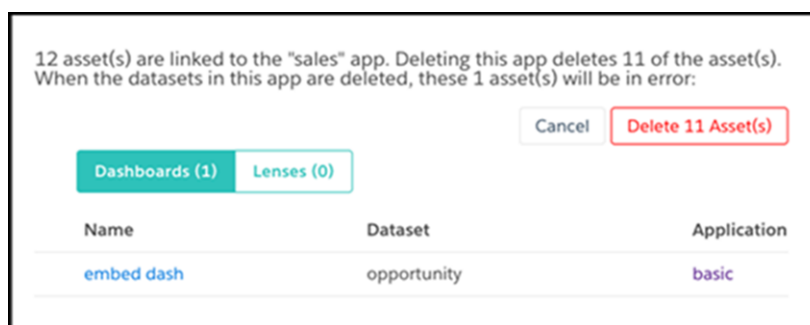 12 asset(s) are linked to the "sales" app. Deleting this app deletes 11 of the asset(s).
When the datasets in this app are deleted, these 1 asset(s) will be in error:
Cancel Delete 11 Asset(s)
Dashboards (1) Lenses (0)
Name Dataset Application
embed dash opportunity basic